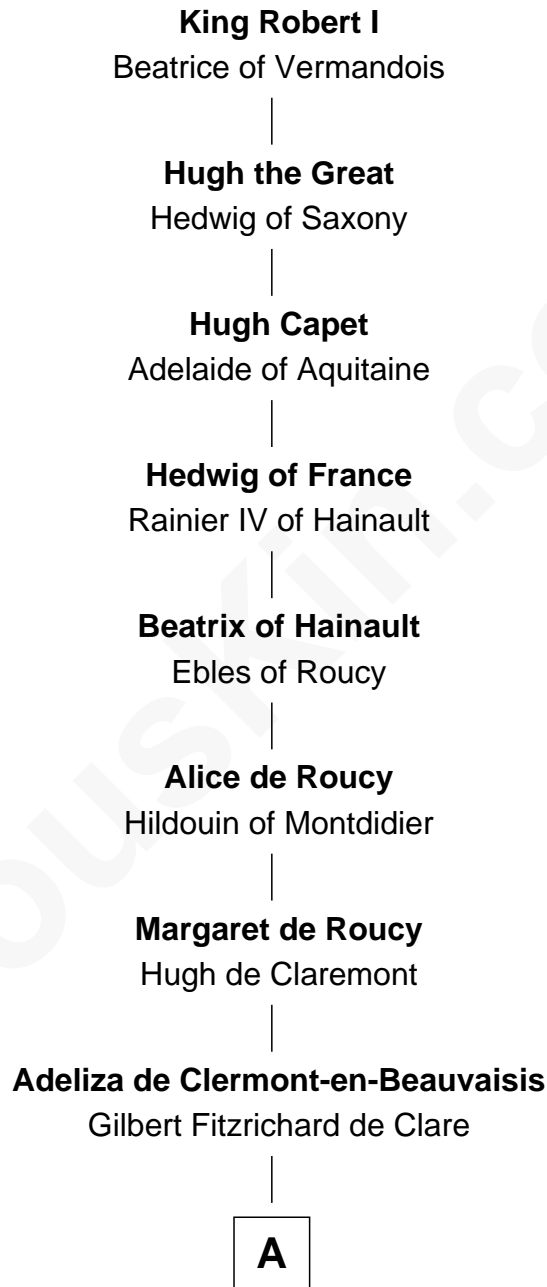 King Robert I
Beatrice of Vermandois
Hugh the Great
Hedwig of Saxony
Hugh Capet
Adelaide of Aquitaine
Hedwig of France
Rainier IV of Hainault
Beatrix of Hainault
Ebles of Roucy
Alice de Roucy
Hildouin of Montdidier
Margaret de Roucy
Hugh de Claremont
Adeliza de Clermont-en-Beauvaisis
Gilbert Fitzrichard de Clare
A